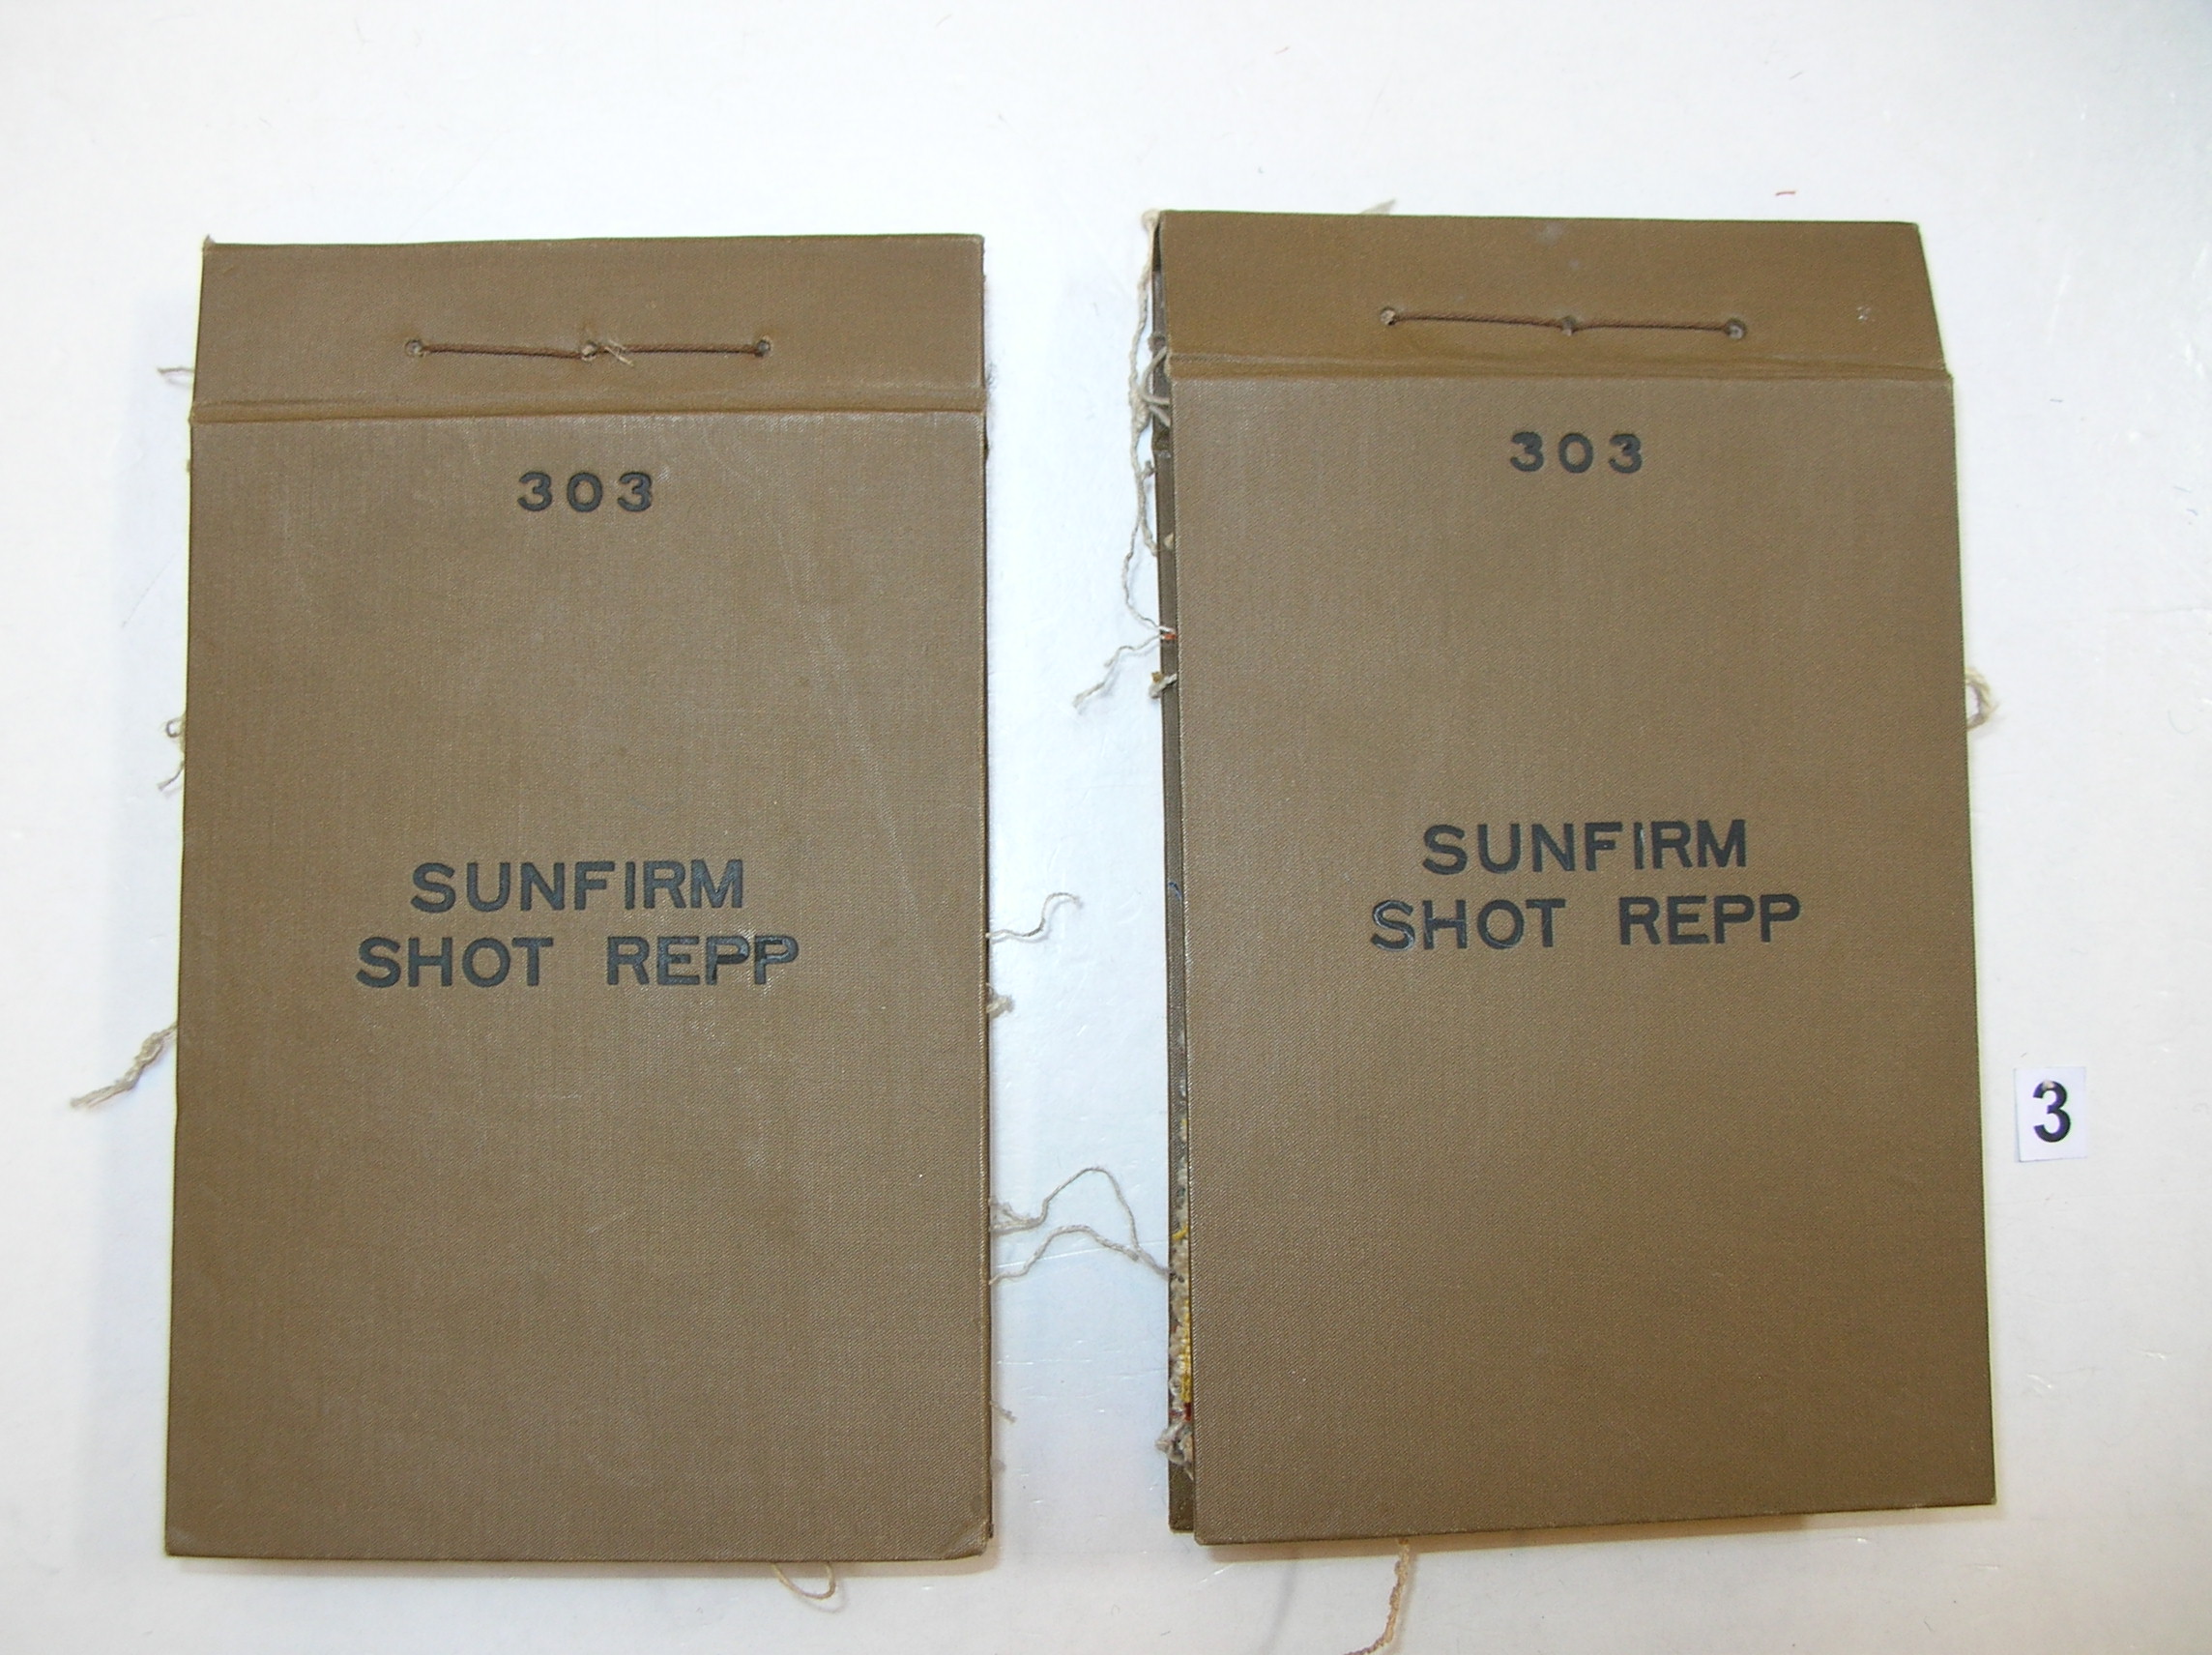 303
SUNFIRM
SHOT REPP
303
SUNFIRM
SHOT REPP
3